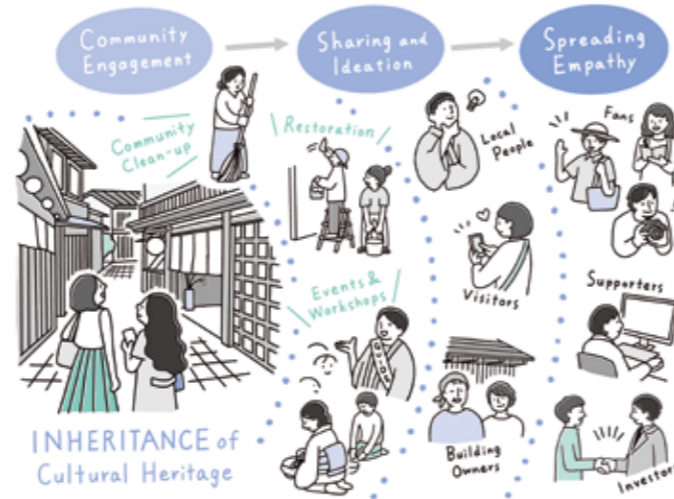 Community
Engagement
Sharing and
Ideation
Spreading
Empathy
Community
Clean-up
Restoration
Local
People
Fans
Events &
Workshops
GUIDE
Visitors
Supporters
Building
Owners
Investors
INHERITANCE of
Cultural Heritage